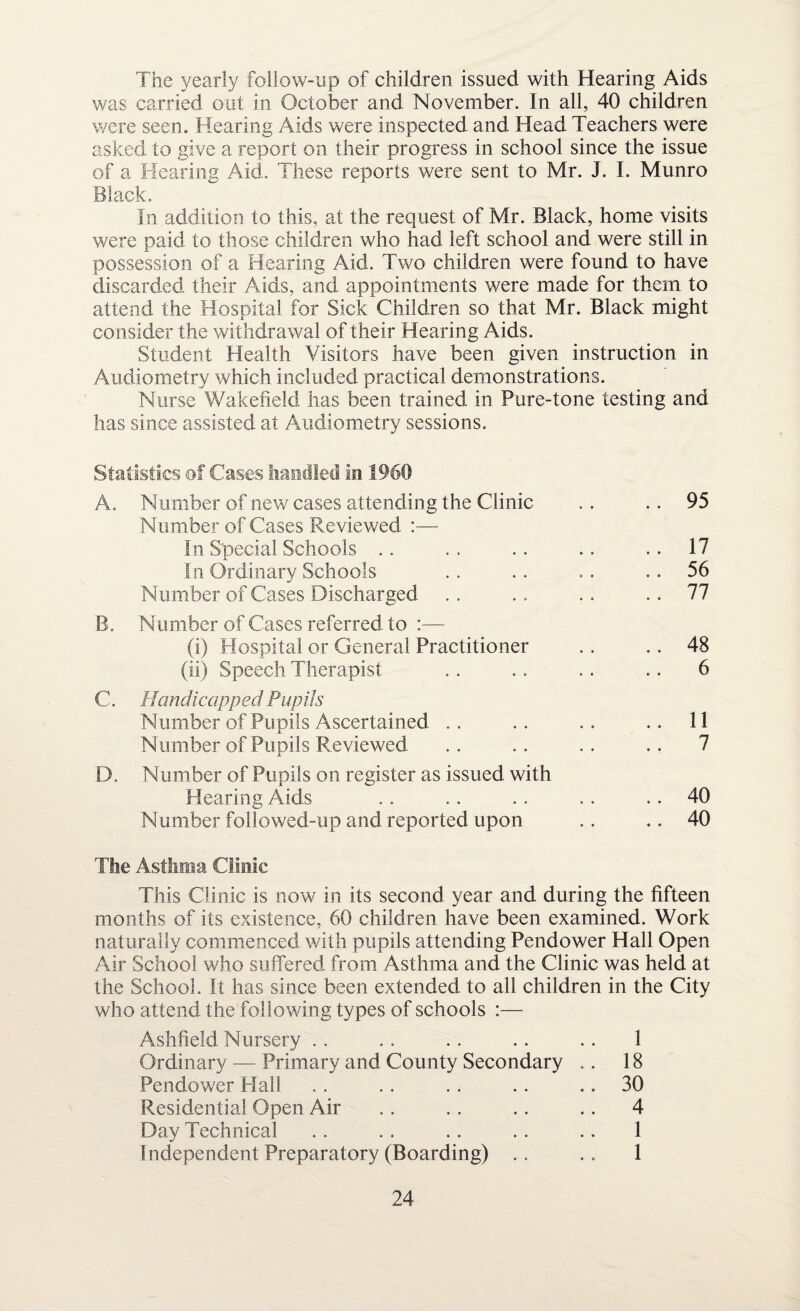 The yearly follow-up of children issued with Hearing Aids
was carried out in October and November. In all, 40 children
were seen. Hearing Aids were inspected and Head Teachers were
asked to give a report on their progress in school since the issue
of a Hearing Aid. These reports were sent to Mr. J. I. Munro
Black.
In addition to this, at the request of Mr. Black, home visits
were paid to those children who had left school and were still in
possession of a Hearing Aid. Two children were found to have
discarded their Aids, and appointments were made for them to
attend the Hospital for Sick Children so that Mr. Black might
consider the withdrawal of their Hearing Aids.
Student Health Visitors have been given instruction in
Audiometry which included practical demonstrations.
Nurse Wakefield has been trained in Pure-tone testing and
has since assisted at Audiometry sessions.
Statistics of Cases handled in 1960
A. Number of new cases attending the Clinic .. .. 95
Number of Cases Reviewed :—
In Special Schools .. .. .. .. .. 17
In Ordinary Schools .. .. .. .. 56
Number of Cases Discharged .. .. .. .. 77
B. Number of Cases referred to :—
(i) Hospital or General Practitioner .. .. 48
(ii) Speech Therapist .. .. .. .. 6
C. Handicapped Pupils
Number of Pupils Ascertained .. .. .. .. 11
Number of Pupils Reviewed .. .. .. .. 7
D. Number of Pupils on register as issued with
Hearing Aids .. .. .. .. .. 40
Number followed-up and reported upon .. .. 40
The Asthma Clinic
This Clinic is now in its second year and during the fifteen
months of its existence, 60 children have been examined. Work
naturally commenced with pupils attending Pendower Hall Open
Air School who suffered from Asthma and the Clinic was held at
the School. It has since been extended to all children in the City
who attend the following types of schools :—
Ashfield Nursery .. .. .. .. .. 1
Ordinary — Primary and County Secondary .. 18
Pendower Hall .. .. .. .. .. 30
Residential Open Air .. .. .. .. 4
Day Technical .. .. .. .. .. 1
Independent Preparatory (Boarding) .. .. 1
24